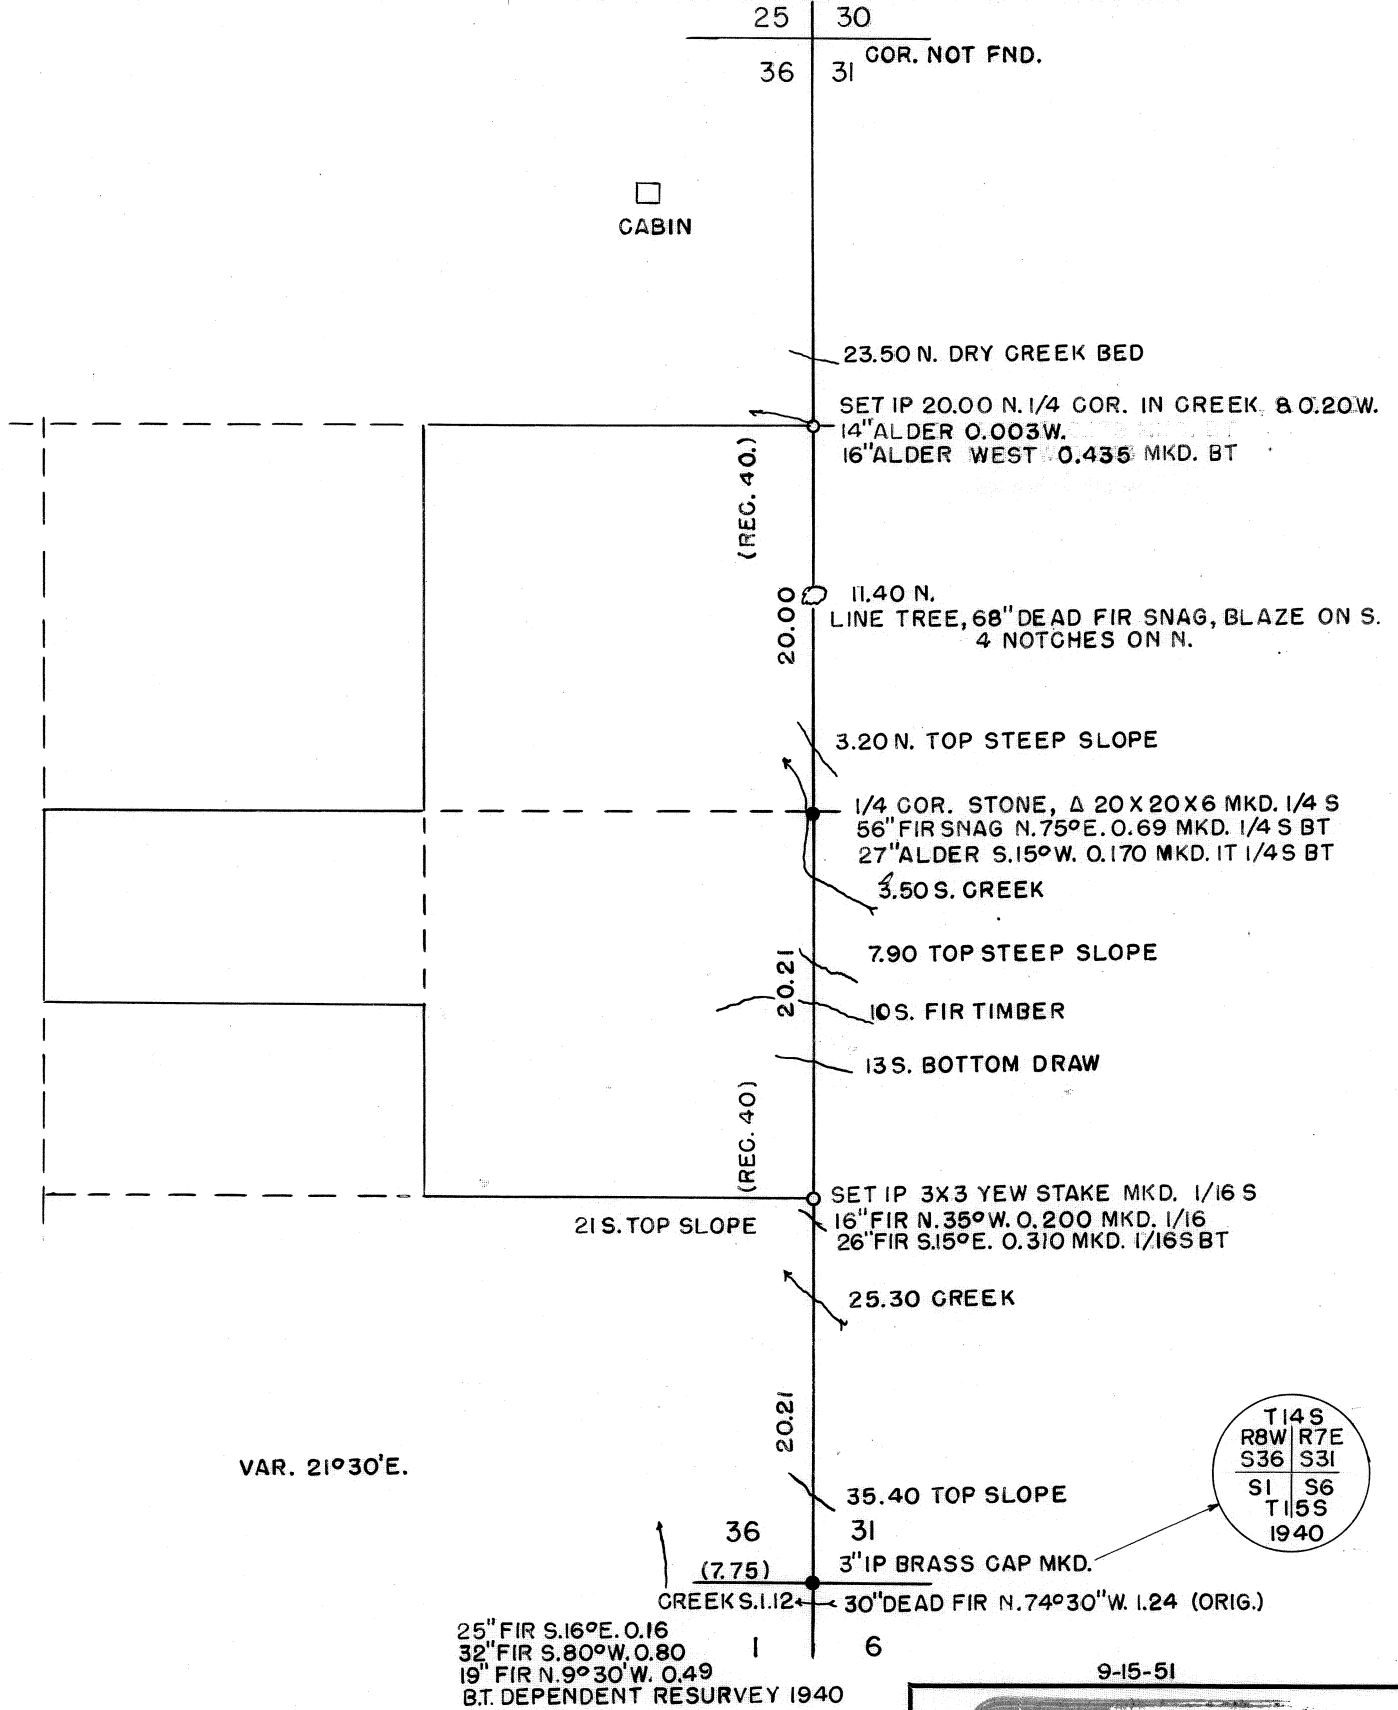 25 30
COR. NOT FND.
36 31
CABIN
23.50 N. DRY CREEK BED
SET IP 20.00 N. 1/4 COR. IN CREEK & 0.20 W.
14" ALDER 0.003 W.
16" ALDER WEST 0.435 MKD. BT
(REC. 40.)
20.00
11.40 N.
LINE TREE, 68" DEAD FIR SNAG, BLAZE ON S.
4 NOTCHES ON N.
3.20 N. TOP STEEP SLOPE
1/4 COR. STONE, Δ 20 X 20 X 6 MKD. 1/4 S
56" FIR SNAG N. 75° E. 0.69 MKD. 1/4 S BT
27" ALDER S. 15° W. 0.170 MKD. 1T 1/4 S BT
3.50 S. CREEK
7.90 TOP STEEP SLOPE
20.21
10 S. FIR TIMBER
13 S. BOTTOM DRAW
(REC. 40)
SET IP 3X3 YEW STAKE MKD. 1/16 S
16" FIR N. 35° W. 0.200 MKD. 1/16
26" FIR S. 15° E. 0.310 MKD. 1/16 S BT
21 S. TOP SLOPE
25.30 CREEK
20.21
VAR. 21° 30' E.
35.40 TOP SLOPE
T 14 S
R8W R7E
S36 S31
S1 S6
T 15 S
1940
36 31
(7.75)
3" IP BRASS CAP MKD.
CREEK S. 1.12
30" DEAD FIR N. 74° 30" W. 1.24 (ORIG.)
25" FIR S. 16° E. 0.16
32" FIR S. 80° W. 0.80
19" FIR N. 9° 30' W. 0.49
B.T. DEPENDENT RESURVEY 1940
1 6
9-15-51